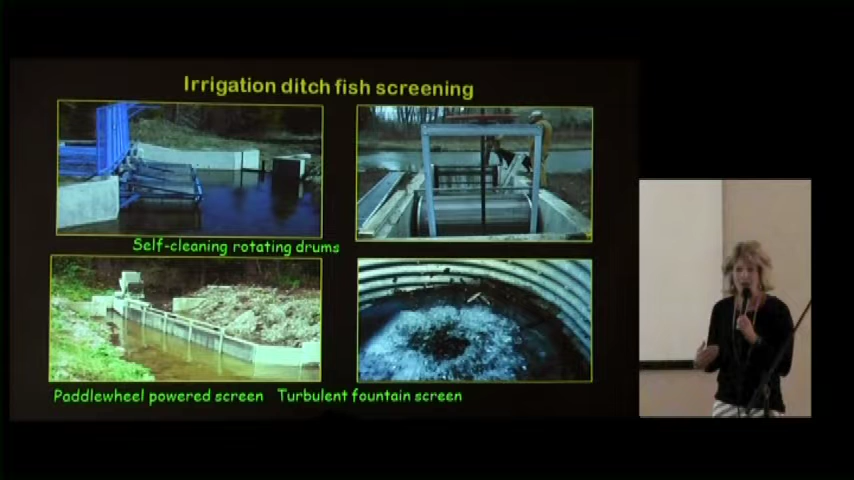 Irrigation ditch fish screening
Self-cleaning rotating drums
Paddlewheel powered screen
Turbulent fountain screen